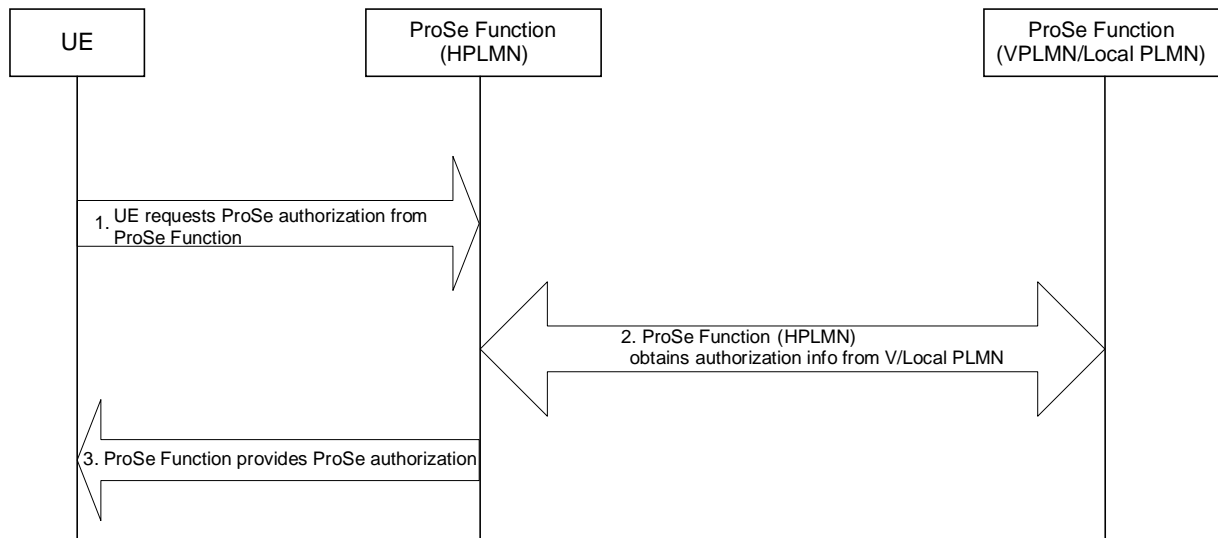 UE
ProSe Function
(HPLMN)
ProSe Function
(VPLMN/Local PLMN)
1. UE requests ProSe authorization from
ProSe Function
2. ProSe Function (HPLMN)
obtains authorization info from V/Local PLMN
3. ProSe Function provides ProSe authorization